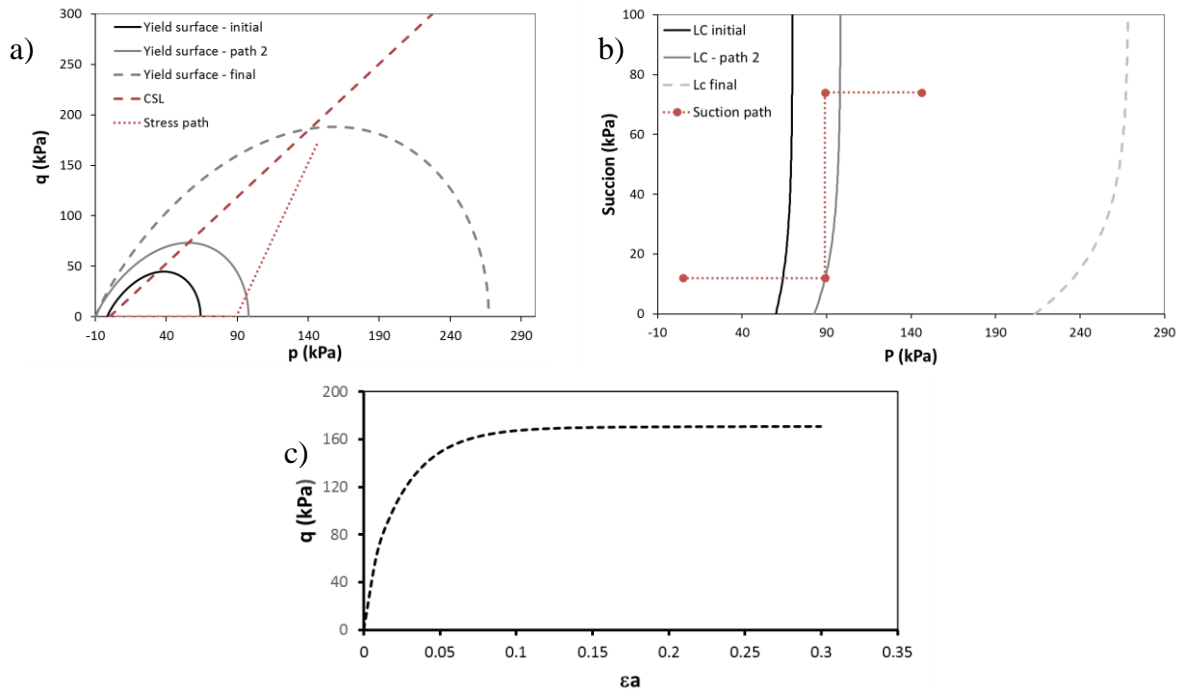 a)
300
250
200
150
100
50
0
q (kPa)
Yield surface - initial
Yield surface - path 2
Yield surface - final
CSL
Stress path
-10 40 90 140 190 240 290
p (kPa)
b)
100
80
60
40
20
0
Succion (kPa)
LC initial
LC - path 2
Lc final
Suction path
-10 40 90 140 190 240 290
P (kPa)
c)
200
160
120
80
40
0
q (kPa)
0 0.05 0.1 0.15 0.2 0.25 0.3 0.35
εa